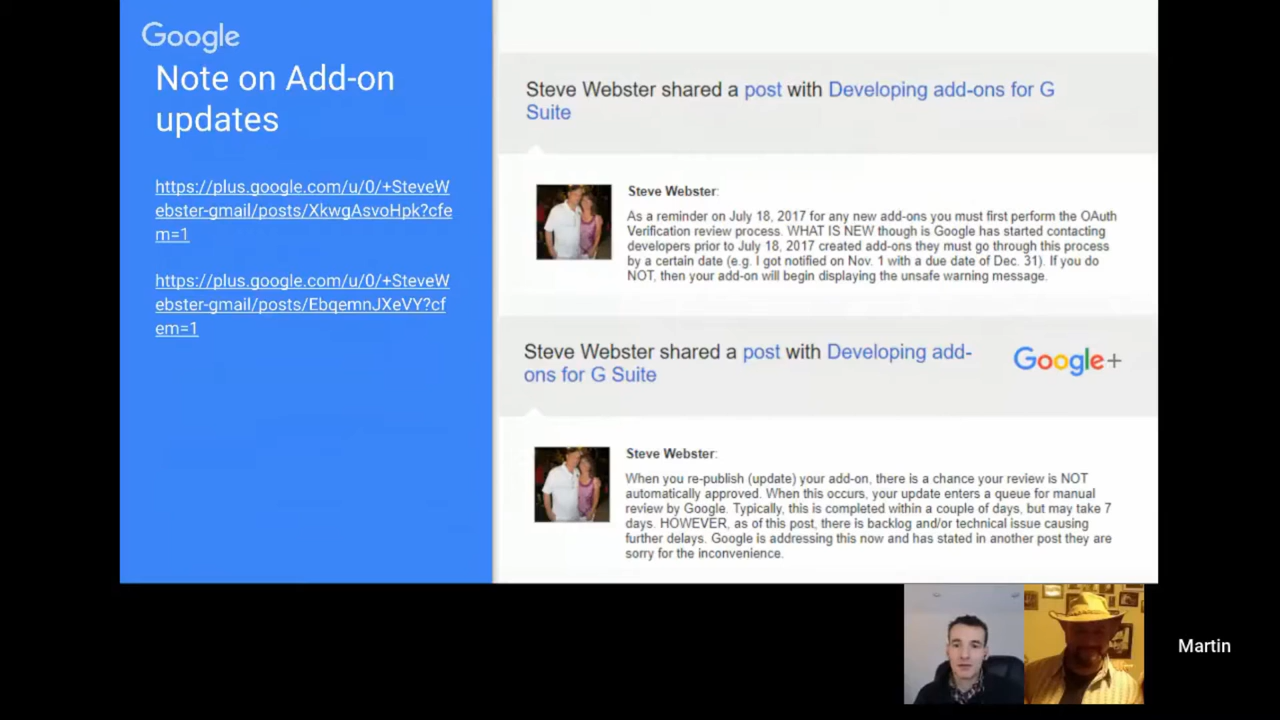 Google
Note on Add-on
updates
https://plus.google.com/u/0/+SteveW
ebster-gmail/posts/XkwgAsvoHpk?cfe
m=1
https://plus.google.com/u/0/+SteveW
ebster-gmail/posts/EbqemnJXeVY?cf
em=1
Steve Webster shared a post with Developing add-ons for G
Suite
Steve Webster:
As a reminder on July 18, 2017 for any new add-ons you must first perform the OAuth
Verification review process. WHAT IS NEW though is Google has started contacting
developers prior to July 18, 2017 created add-ons they must go through this process
by a certain date (e.g. I got notified on Nov. 1 with a due date of Dec. 31). If you do
NOT, then your add-on will begin displaying the unsafe warning message.
Steve Webster shared a post with Developing add-
ons for G Suite
Google+
Steve Webster:
When you re-publish (update) your add-on, there is a chance your review is NOT
automatically approved. When this occurs, your update enters a queue for manual
review by Google. Typically, this is completed within a couple of days, but may take 7
days. HOWEVER, as of this post, there is backlog and/or technical issue causing
further delays. Google is addressing this now and has stated in another post they are
sorry for the inconvenience.
Martin